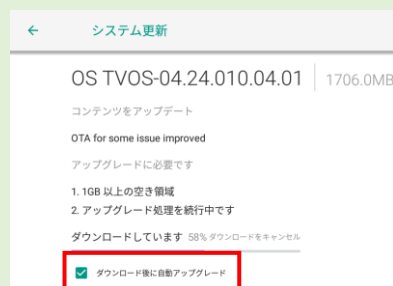 システム更新
OS TVOS-04.24.010.04.01 1706.0MB
コンテンツをアップデート
OTA for some issue improved
アップグレードに必要です
1. 1GB 以上の空き領域
2. アップグレード処理を続行中です
ダウンロードしています 58% ダウンロードをキャンセル
ダウンロード後に自動アップグレード